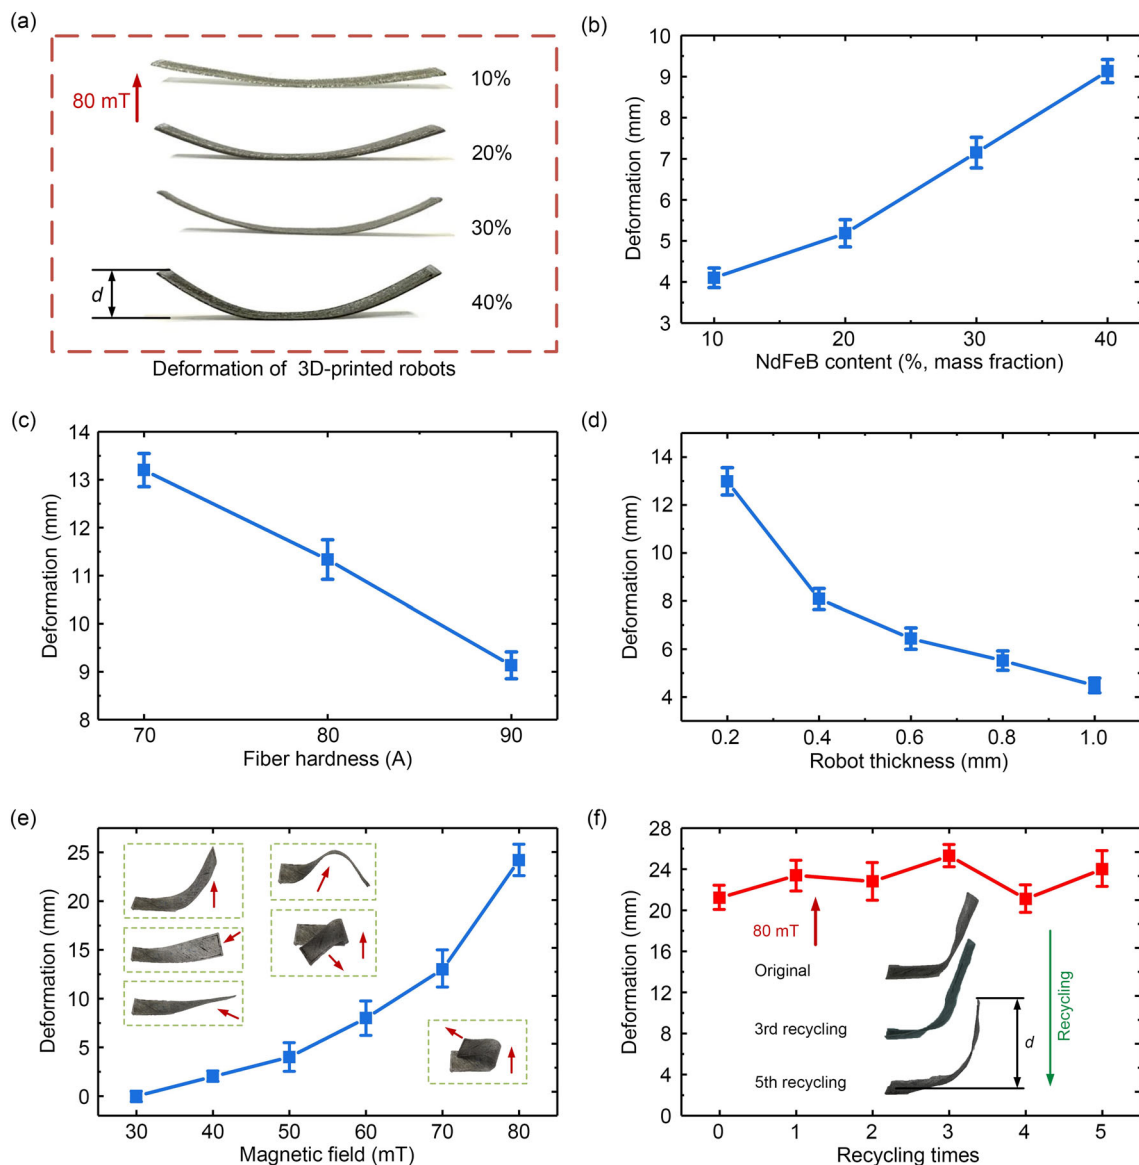 (a)
80 mT
10%
20%
30%
40%
d
Deformation of 3D-printed robots
(b)
Deformation (mm)
10
9
8
7
6
5
4
3
10 20 30 40
NdFeB content (%, mass fraction)
(c)
Deformation (mm)
14
13
12
11
10
9
8
70 80 90
Fiber hardness (A)
(d)
Deformation (mm)
14
12
10
8
6
4
0.2 0.4 0.6 0.8 1.0
Robot thickness (mm)
(e)
Deformation (mm)
25
20
15
10
5
0
30 40 50 60 70 80
Magnetic field (mT)
(f)
Deformation (mm)
28
24
20
16
12
8
4
0
80 mT
Original
3rd recycling
5th recycling
d
Recycling
0 1 2 3 4 5
Recycling times